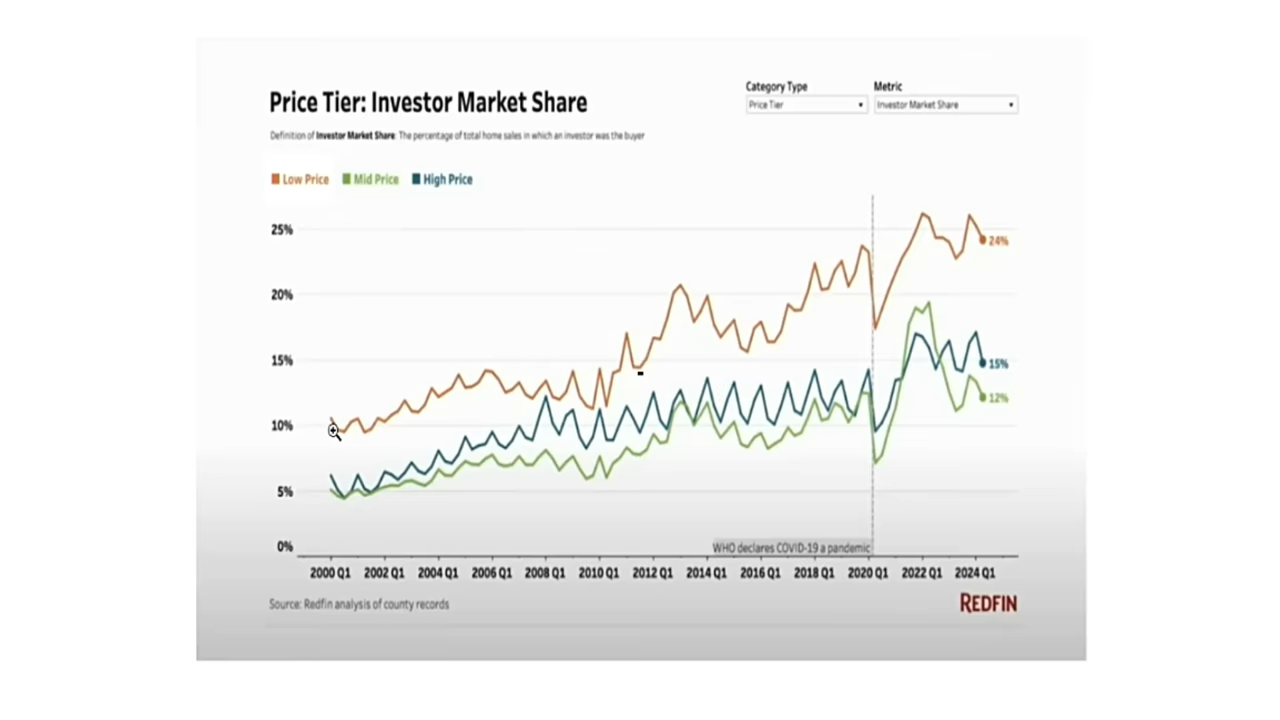 Price Tier: Investor Market Share
Category Type
Metric
Price Tier
Investor Market Share
Definition of Investor Market Share: The percentage of total home sales in which an investor was the buyer
Low Price
Mid Price
High Price
25%
20%
15%
10%
5%
0%
24%
15%
12%
WHO declares COVID-19 a pandemic
2000 Q1
2002 Q1
2004 Q1
2006 Q1
2008 Q1
2010 Q1
2012 Q1
2014 Q1
2016 Q1
2018 Q1
2020 Q1
2022 Q1
2024 Q1
Source: Redfin analysis of county records
REDFIN